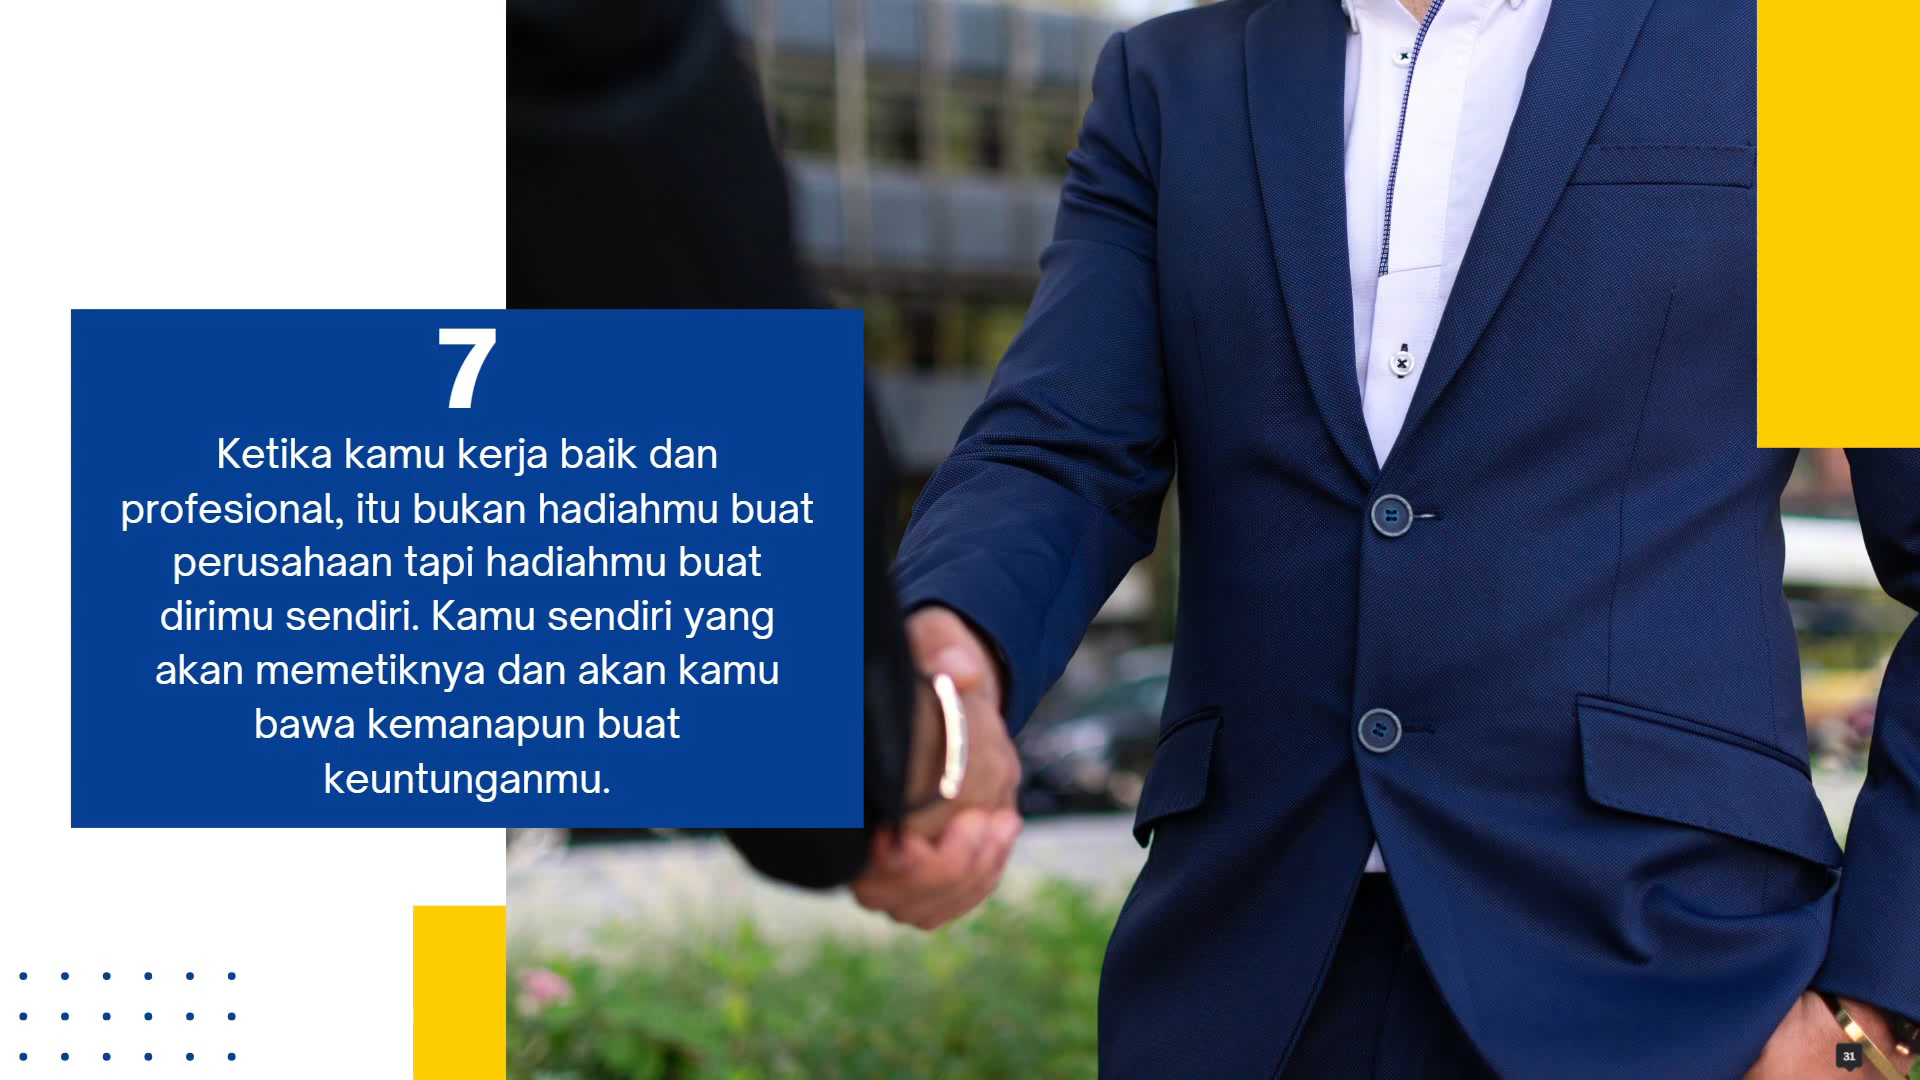 7
Ketika kamu kerja baik dan
profesional, itu bukan hadiahmu buat
perusahaan tapi hadiahmu buat
dirimu sendiri. Kamu sendiri yang
akan memetiknya dan akan kamu
bawa kemanapun buat
keuntunganmu.
31